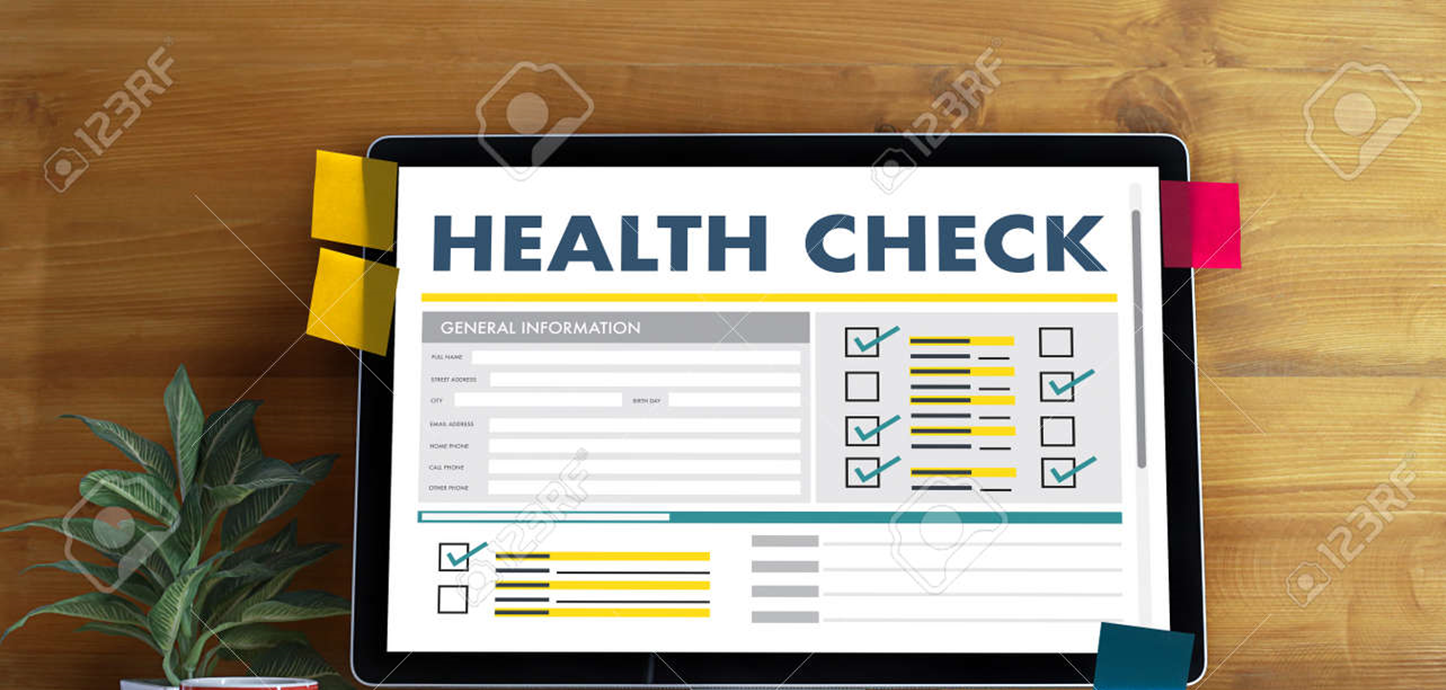 HEALTH CHECK
GENERAL INFORMATION
FULL NAME
STREET ADDRESS
CITY BIRTH DAY
EMAIL ADDRESS
HOME PHONE
CALL PHONE
OTHER PHONE
123RF
123RF
123RF
123RF